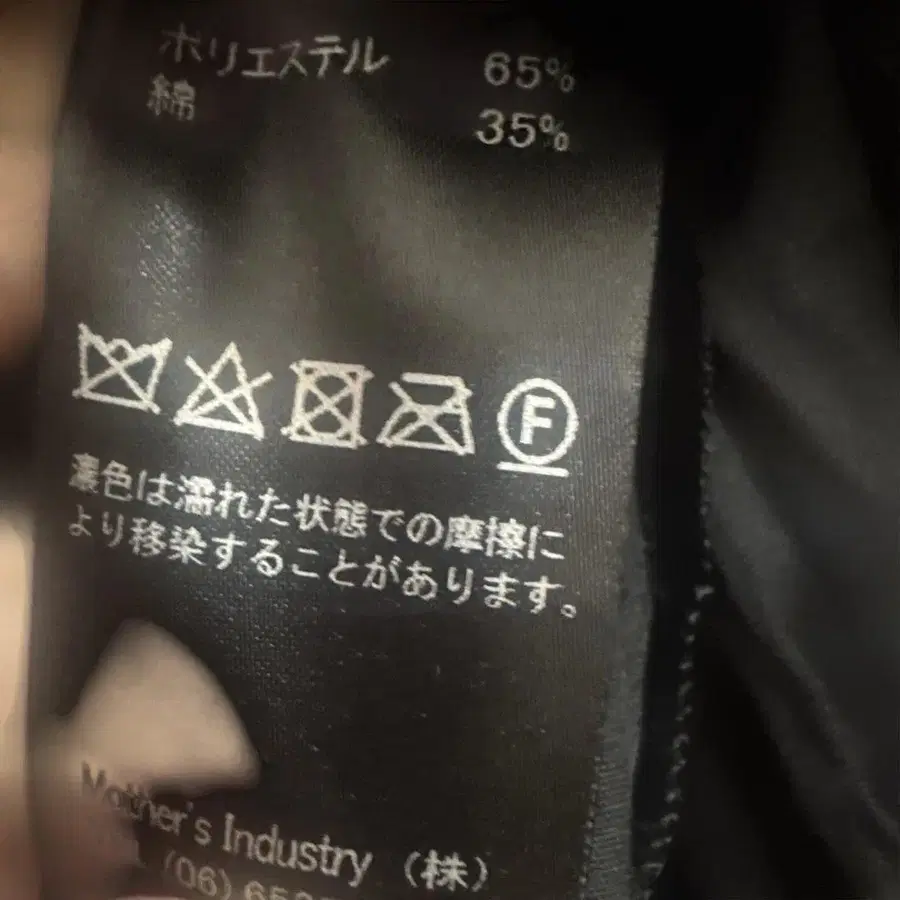 ポリエステル 65%
綿 35%
F
濃色は濡れた状態での摩擦に
より移染することがあります。
Mother's Industry (株)
(06)